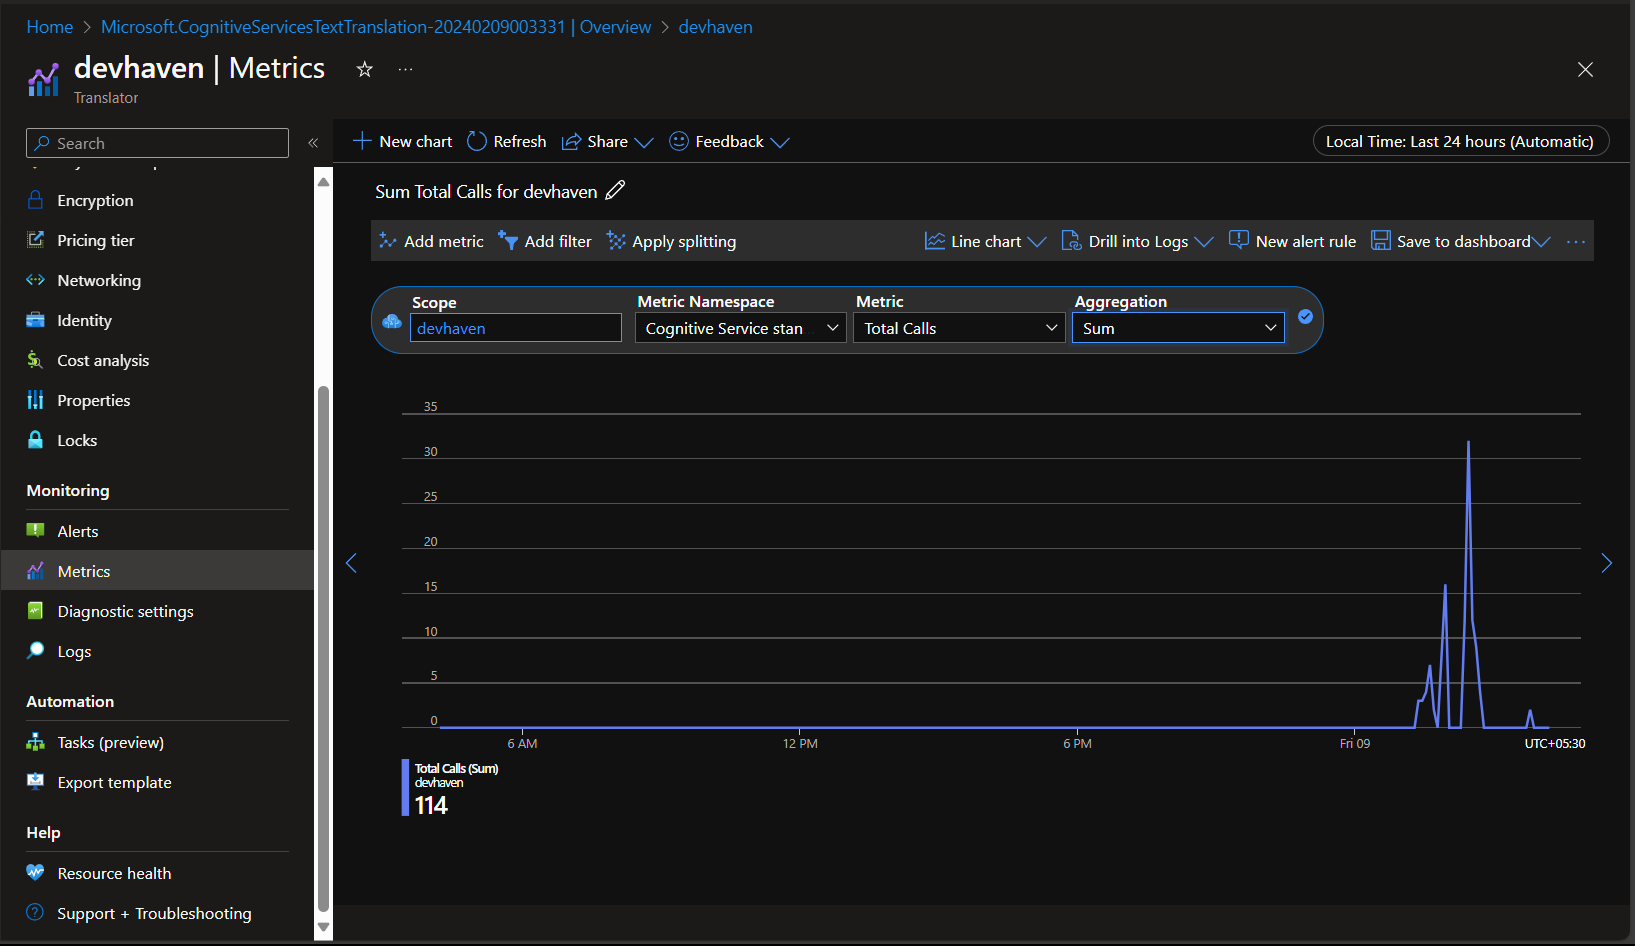 Home > Microsoft.CognitiveServicesTextTranslation-20240209003331 | Overview > devhaven
devhaven | Metrics
Translator
Search
New chart Refresh Share Feedback Local Time: Last 24 hours (Automatic)
Sum Total Calls for devhaven
Add metric Add filter Apply splitting Line chart Drill into Logs New alert rule Save to dashboard
Encryption
Pricing tier
Networking
Identity
Cost analysis
Properties
Locks
Monitoring
Alerts
Metrics
Diagnostic settings
Logs
Automation
Tasks (preview)
Export template
Help
Resource health
Support + Troubleshooting
Scope Metric Namespace Metric Aggregation
devhaven Cognitive Service stan Total Calls Sum
35
30
25
20
15
10
5
0
6 AM 12 PM 6 PM Fri 09 UTC+05:30
Total Calls (Sum)
devhaven
114